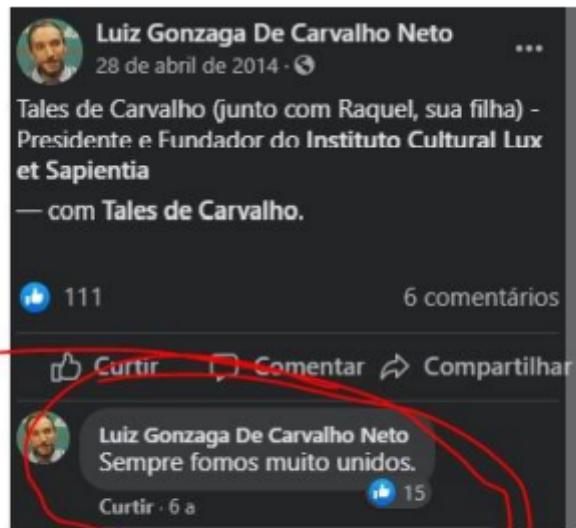 Luiz Gonzaga De Carvalho Neto
28 de abril de 2014 ·
Tales de Carvalho (junto com Raquel, sua filha) -
Presidente e Fundador do Instituto Cultural Lux
et Sapientia
— com Tales de Carvalho.
111 6 comentários
Curtir Comentar Compartilhar
Luiz Gonzaga De Carvalho Neto
Sempre fomos muito unidos.
15
Curtir · 6 a